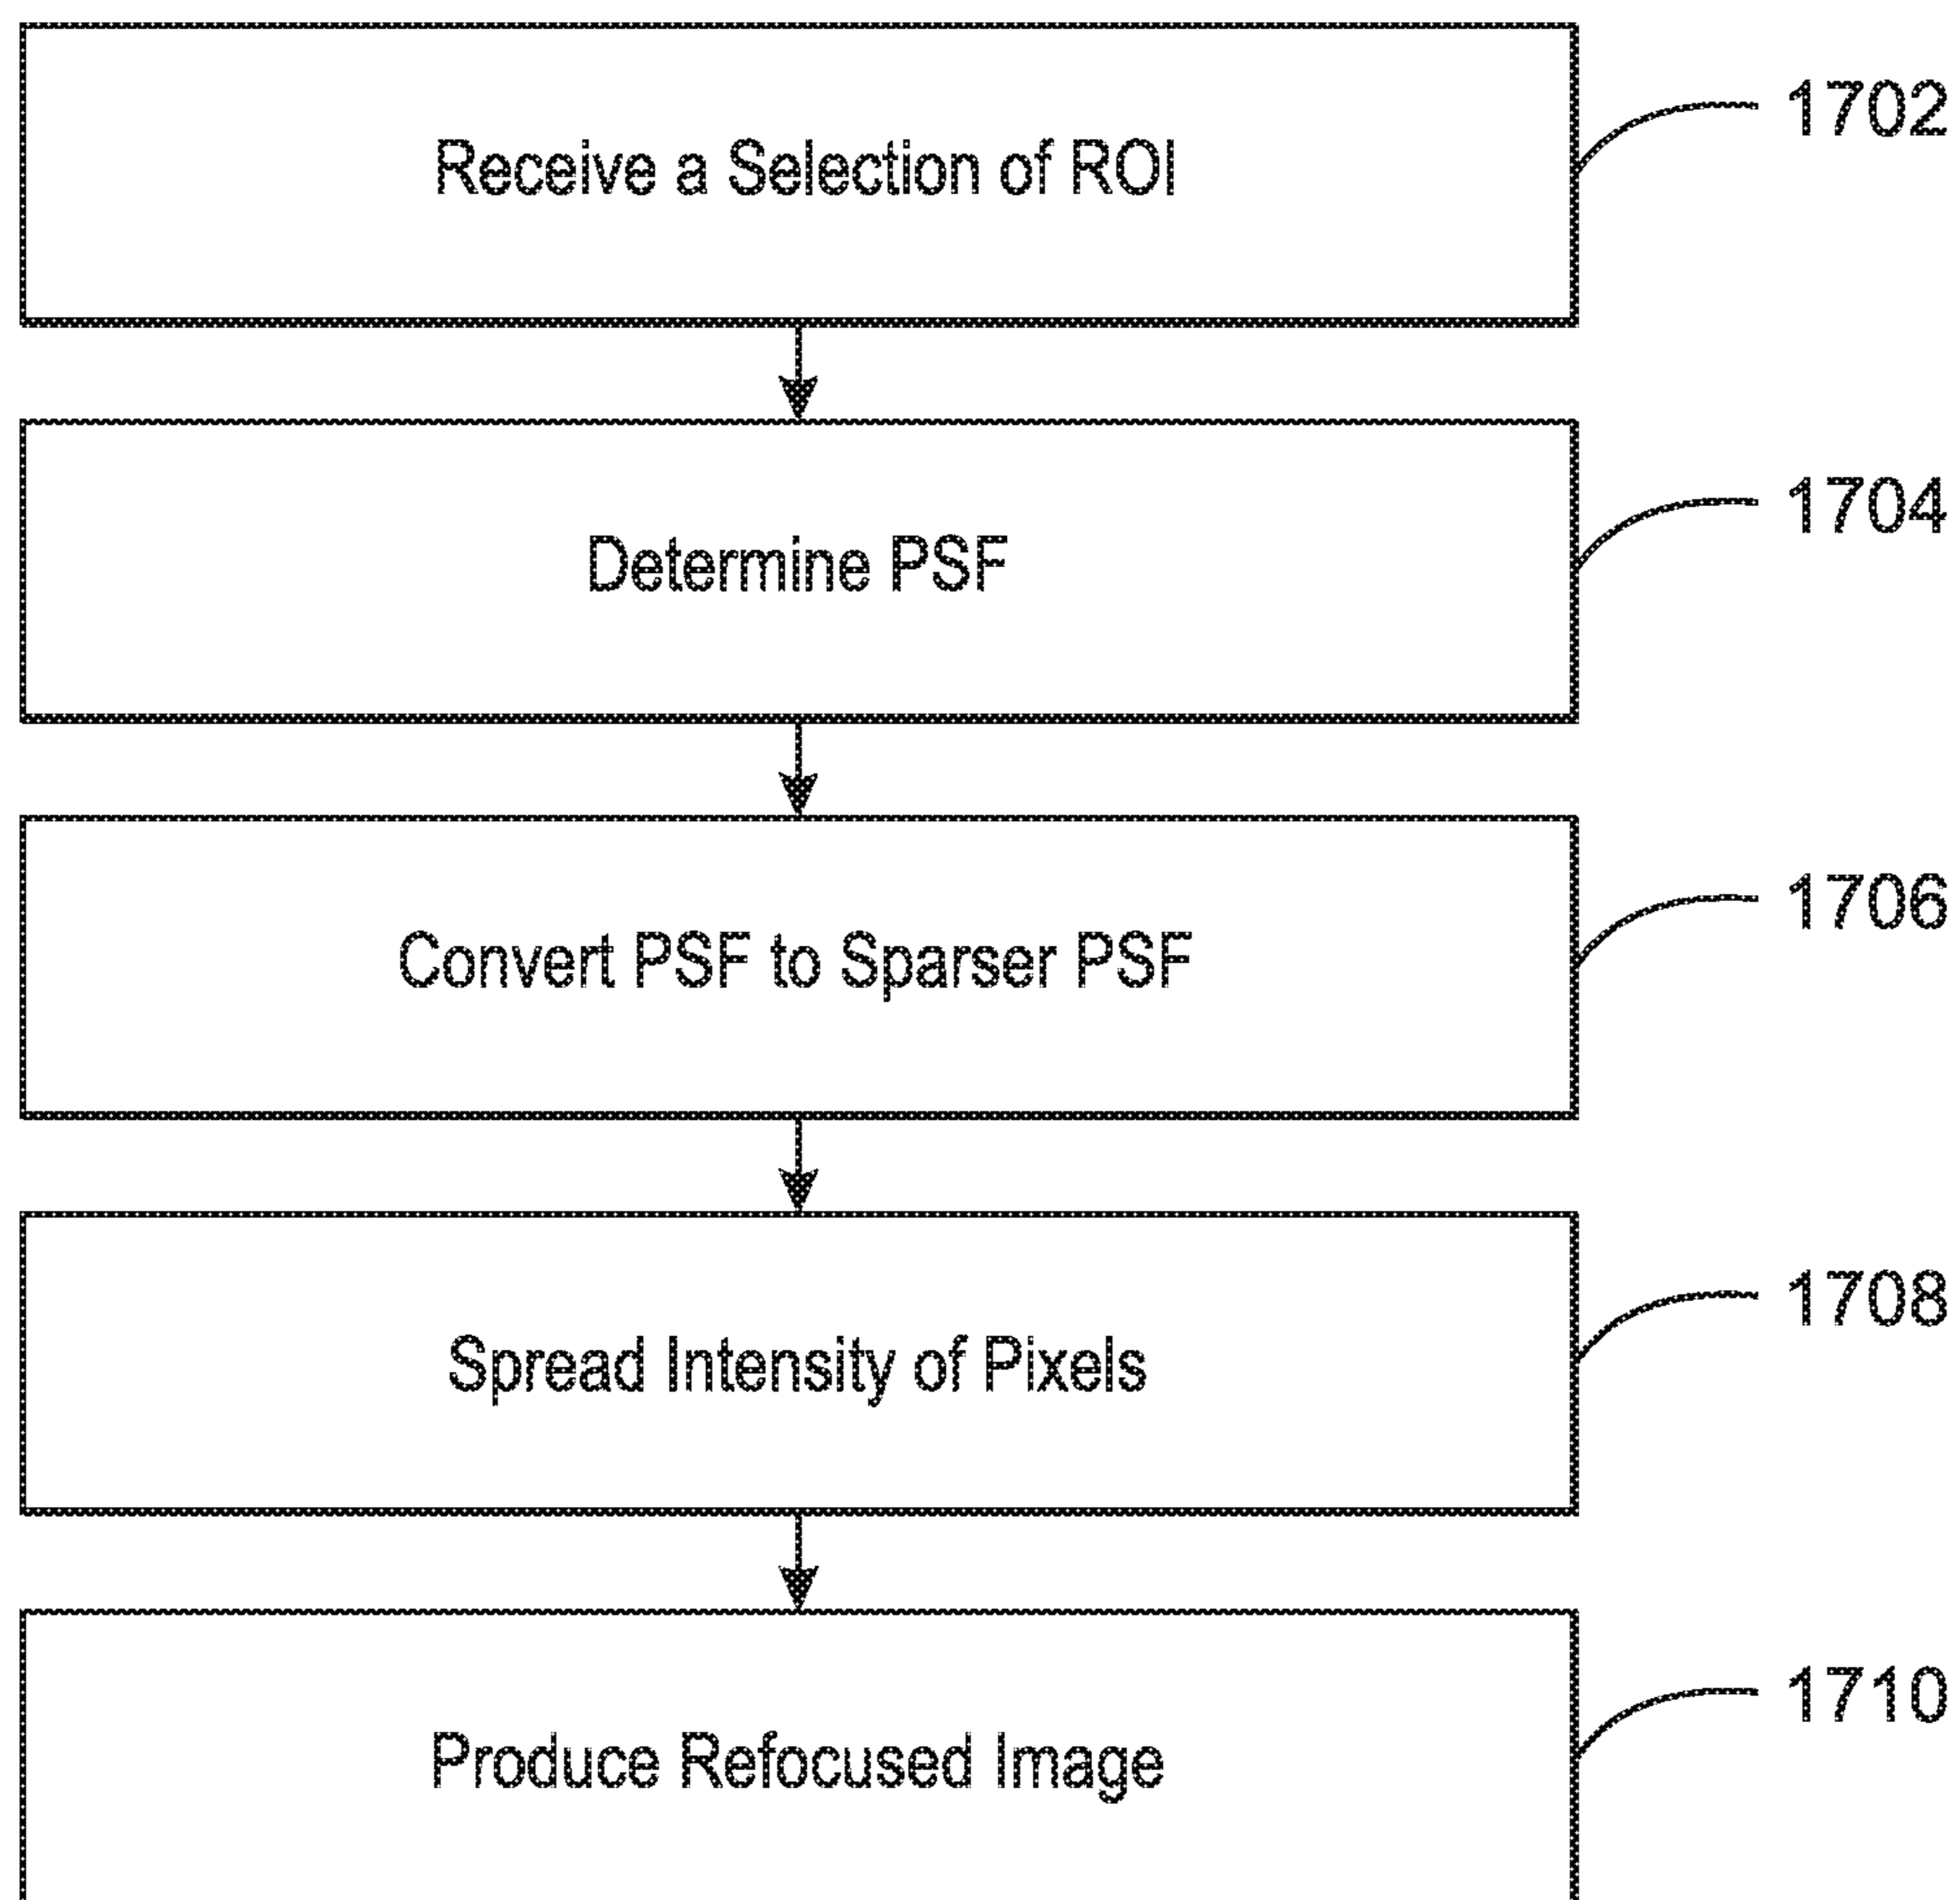 Receive a Selection of ROI
1702
Determine PSF
1704
Convert PSF to Sparser PSF
1706
Spread Intensity of Pixels
1708
Produce Refocused Image
1710